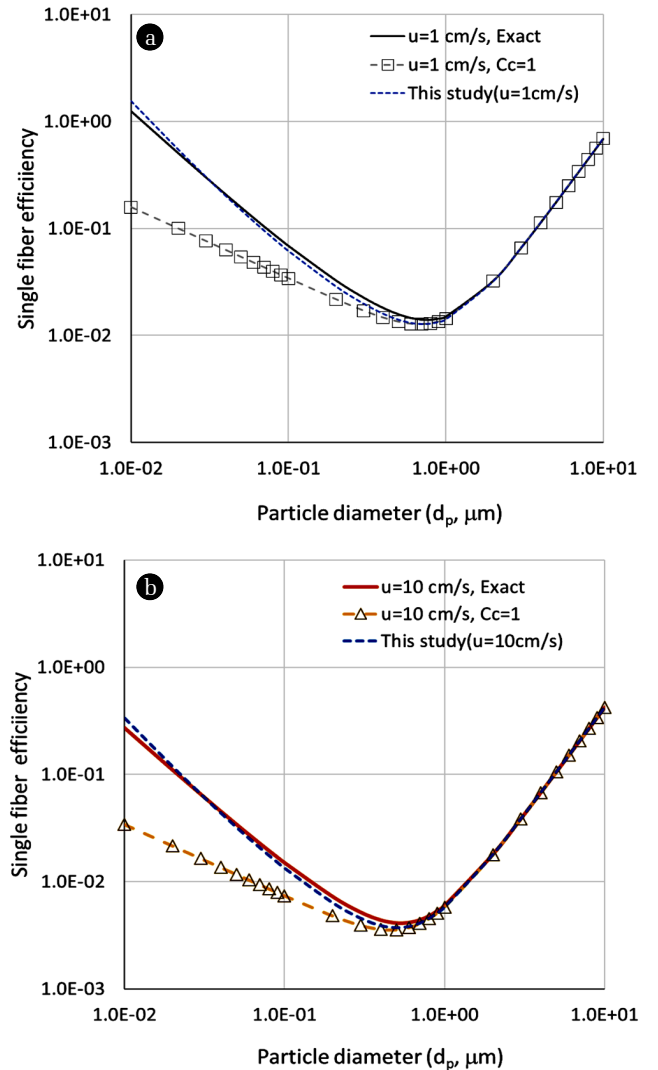 a
u=1 cm/s, Exact
u=1 cm/s, Cc=1
This study(u=1cm/s)
1.0E+01
1.0E+00
1.0E-01
1.0E-02
1.0E-03
Single fiber efficiiency
1.0E-02 1.0E-01 1.0E+00 1.0E+01
Particle diameter (dp, μm)
b
u=10 cm/s, Exact
u=10 cm/s, Cc=1
This study(u=10cm/s)
1.0E+01
1.0E+00
1.0E-01
1.0E-02
1.0E-03
Single fiber efficiiency
1.0E-02 1.0E-01 1.0E+00 1.0E+01
Particle diameter (dp, μm)